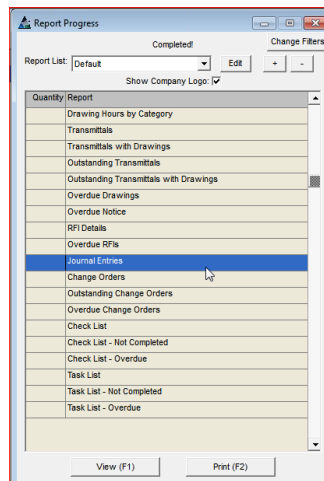 Report Progress
Completed!
Change Filters
Report List: Default Edit + -
Show Company Logo:
Quantity Report
Drawing Hours by Category
Transmittals
Transmittals with Drawings
Outstanding Transmittals
Outstanding Transmittals with Drawings
Overdue Drawings
Overdue Notice
RFI Details
Overdue RFIs
Journal Entries
Change Orders
Outstanding Change Orders
Overdue Change Orders
Check List
Check List - Not Completed
Check List - Overdue
Task List
Task List - Not Completed
Task List - Overdue
View (F1) Print (F2)